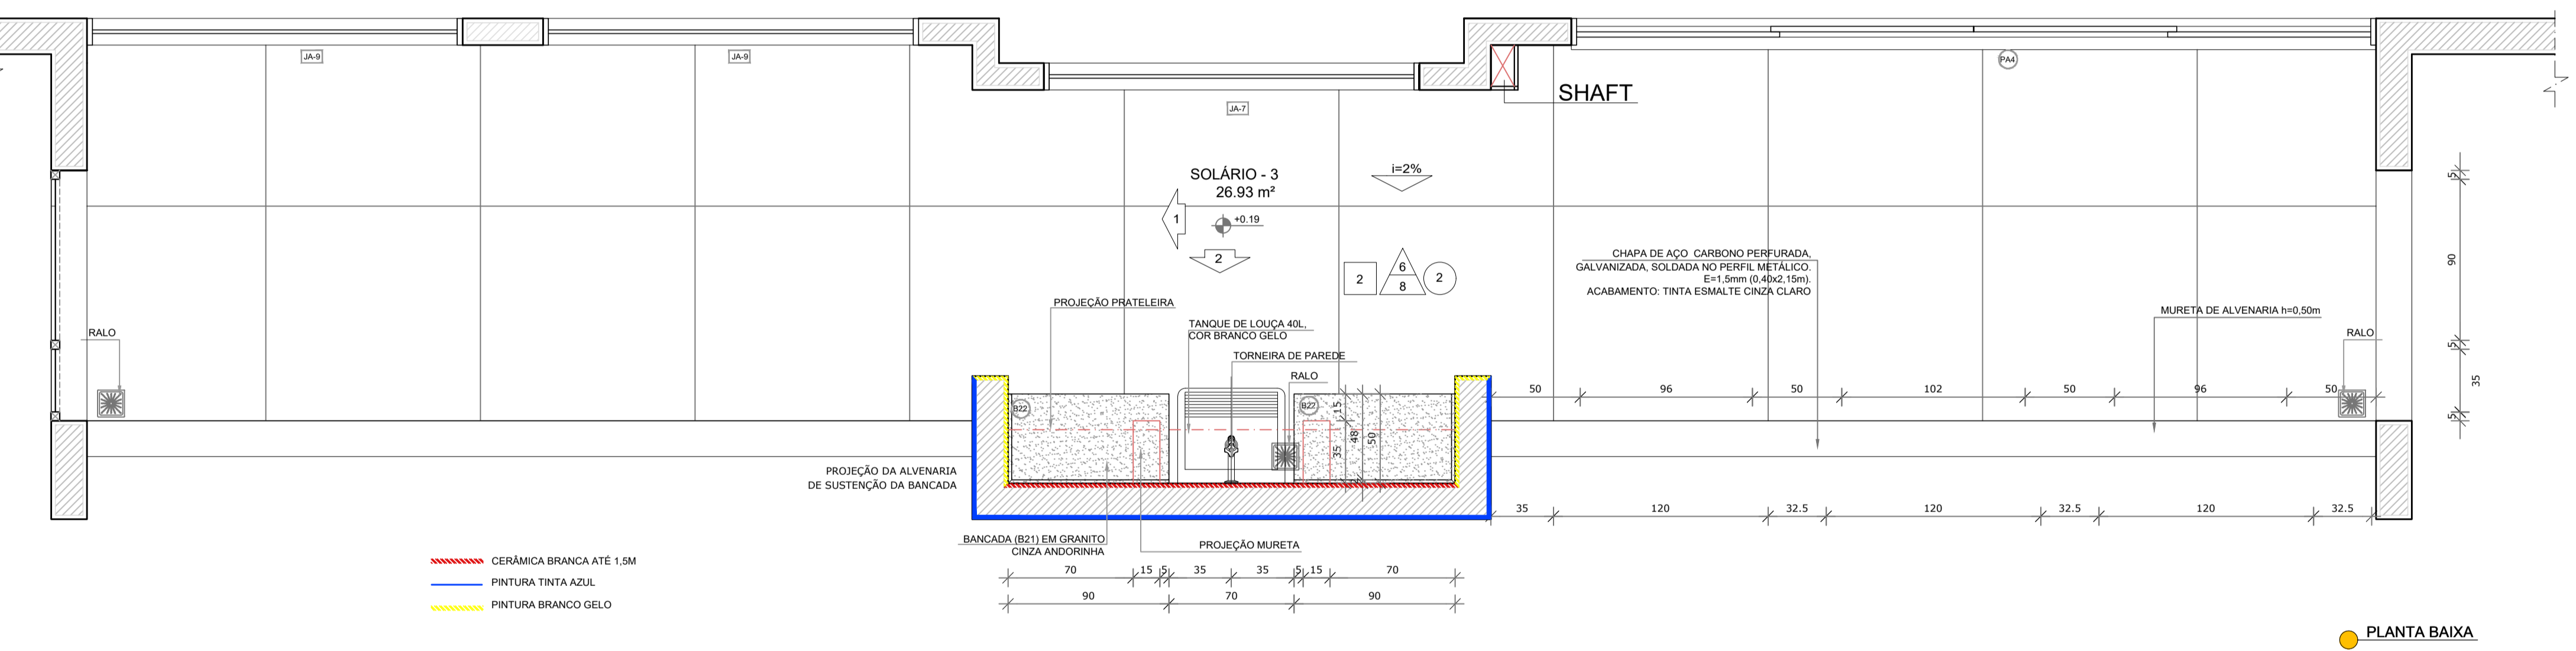 JA-9
JA-9
PA4
SHAFT
JA-7
SOLÁRIO - 3
26.93 m²
i=2%
1
+0.19
2
2
6
8
2
CHAPA DE AÇO CARBONO PERFURADA,
GALVANIZADA, SOLDADA NO PERFIL METÁLICO.
E=1,5mm (0,40x2,15m).
ACABAMENTO: TINTA ESMALTE CINZA CLARO
5
90
5
35
5
PROJEÇÃO PRATELEIRA
MURETA DE ALVENARIA h=0,50m
TANQUE DE LOUÇA 40L,
COR BRANCO GELO
RALO
RALO
TORNEIRA DE PAREDE
RALO
50
96
50
102
50
96
50
B22
B22
15
48
50
35
PROJEÇÃO DA ALVENARIA
DE SUSTENÇÃO DA BANCADA
35
120
32.5
120
32.5
120
32.5
BANCADA (B21) EM GRANITO
CINZA ANDORINHA
PROJEÇÃO MURETA
CERÂMICA BRANCA ATÉ 1,5M
PINTURA TINTA AZUL
PINTURA BRANCO GELO
70
15
5
35
35
5
15
70
90
70
90
PLANTA BAIXA